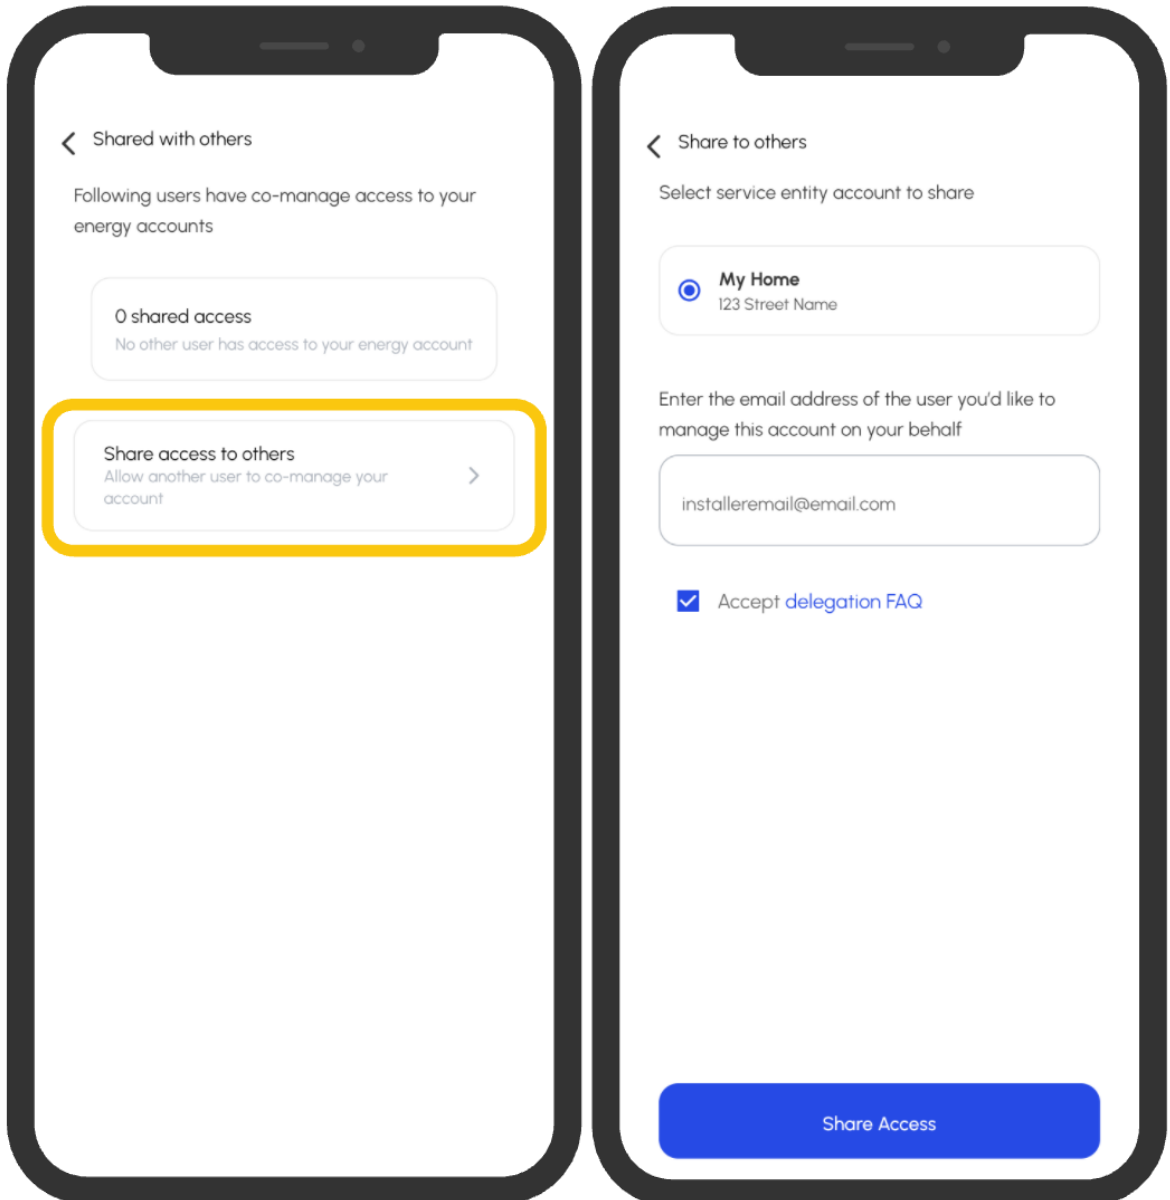 Shared with others
Following users have co-manage access to your
energy accounts
0 shared access
No other user has access to your energy account
Share access to others
Allow another user to co-manage your
account
Share to others
Select service entity account to share
My Home
123 Street Name
Enter the email address of the user you'd like to
manage this account on your behalf
installeremail@email.com
Accept delegation FAQ
Share Access